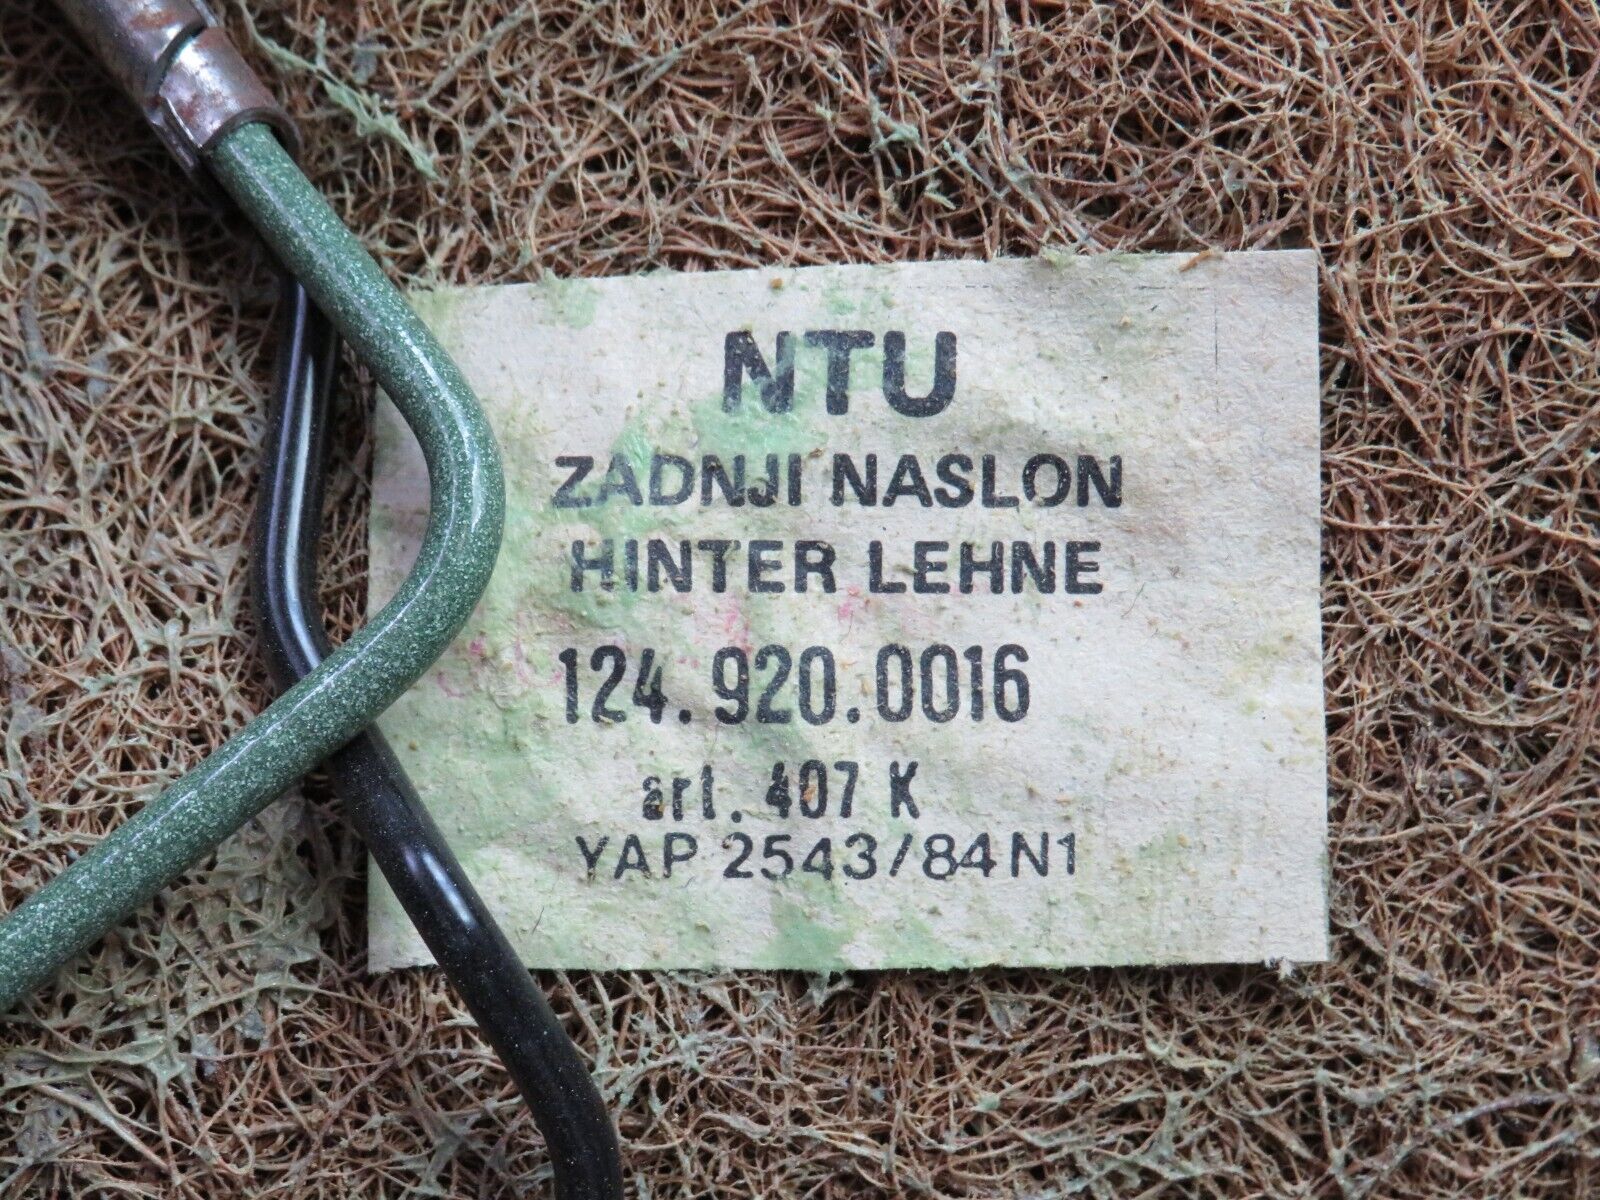 NTU
ZADNJI NASLON
HINTER LEHNE
124.920.0016
art. 407 K
YAP 2543/84N1